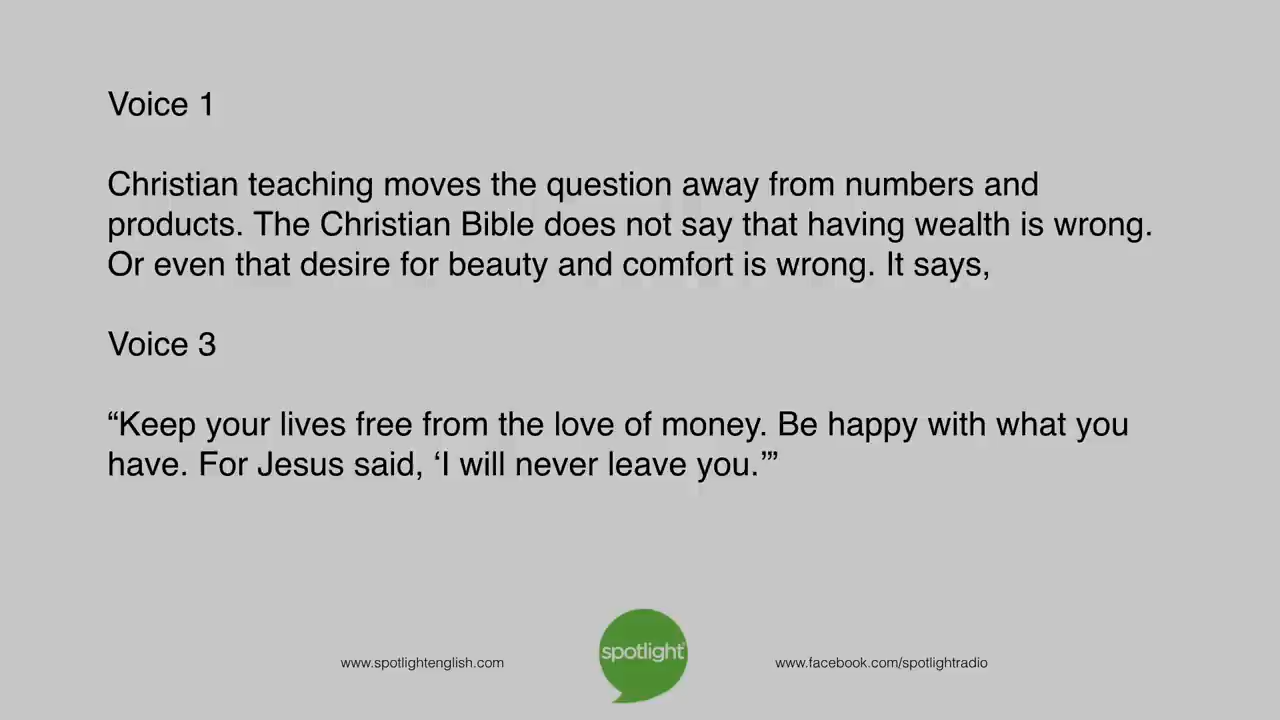 Voice 1
Christian teaching moves the question away from numbers and
products. The Christian Bible does not say that having wealth is wrong.
Or even that desire for beauty and comfort is wrong. It says,
Voice 3
“Keep your lives free from the love of money. Be happy with what you
have. For Jesus said, ‘I will never leave you.’”
www.spotlightenglish.com
spotlight®
www.facebook.com/spotlightradio